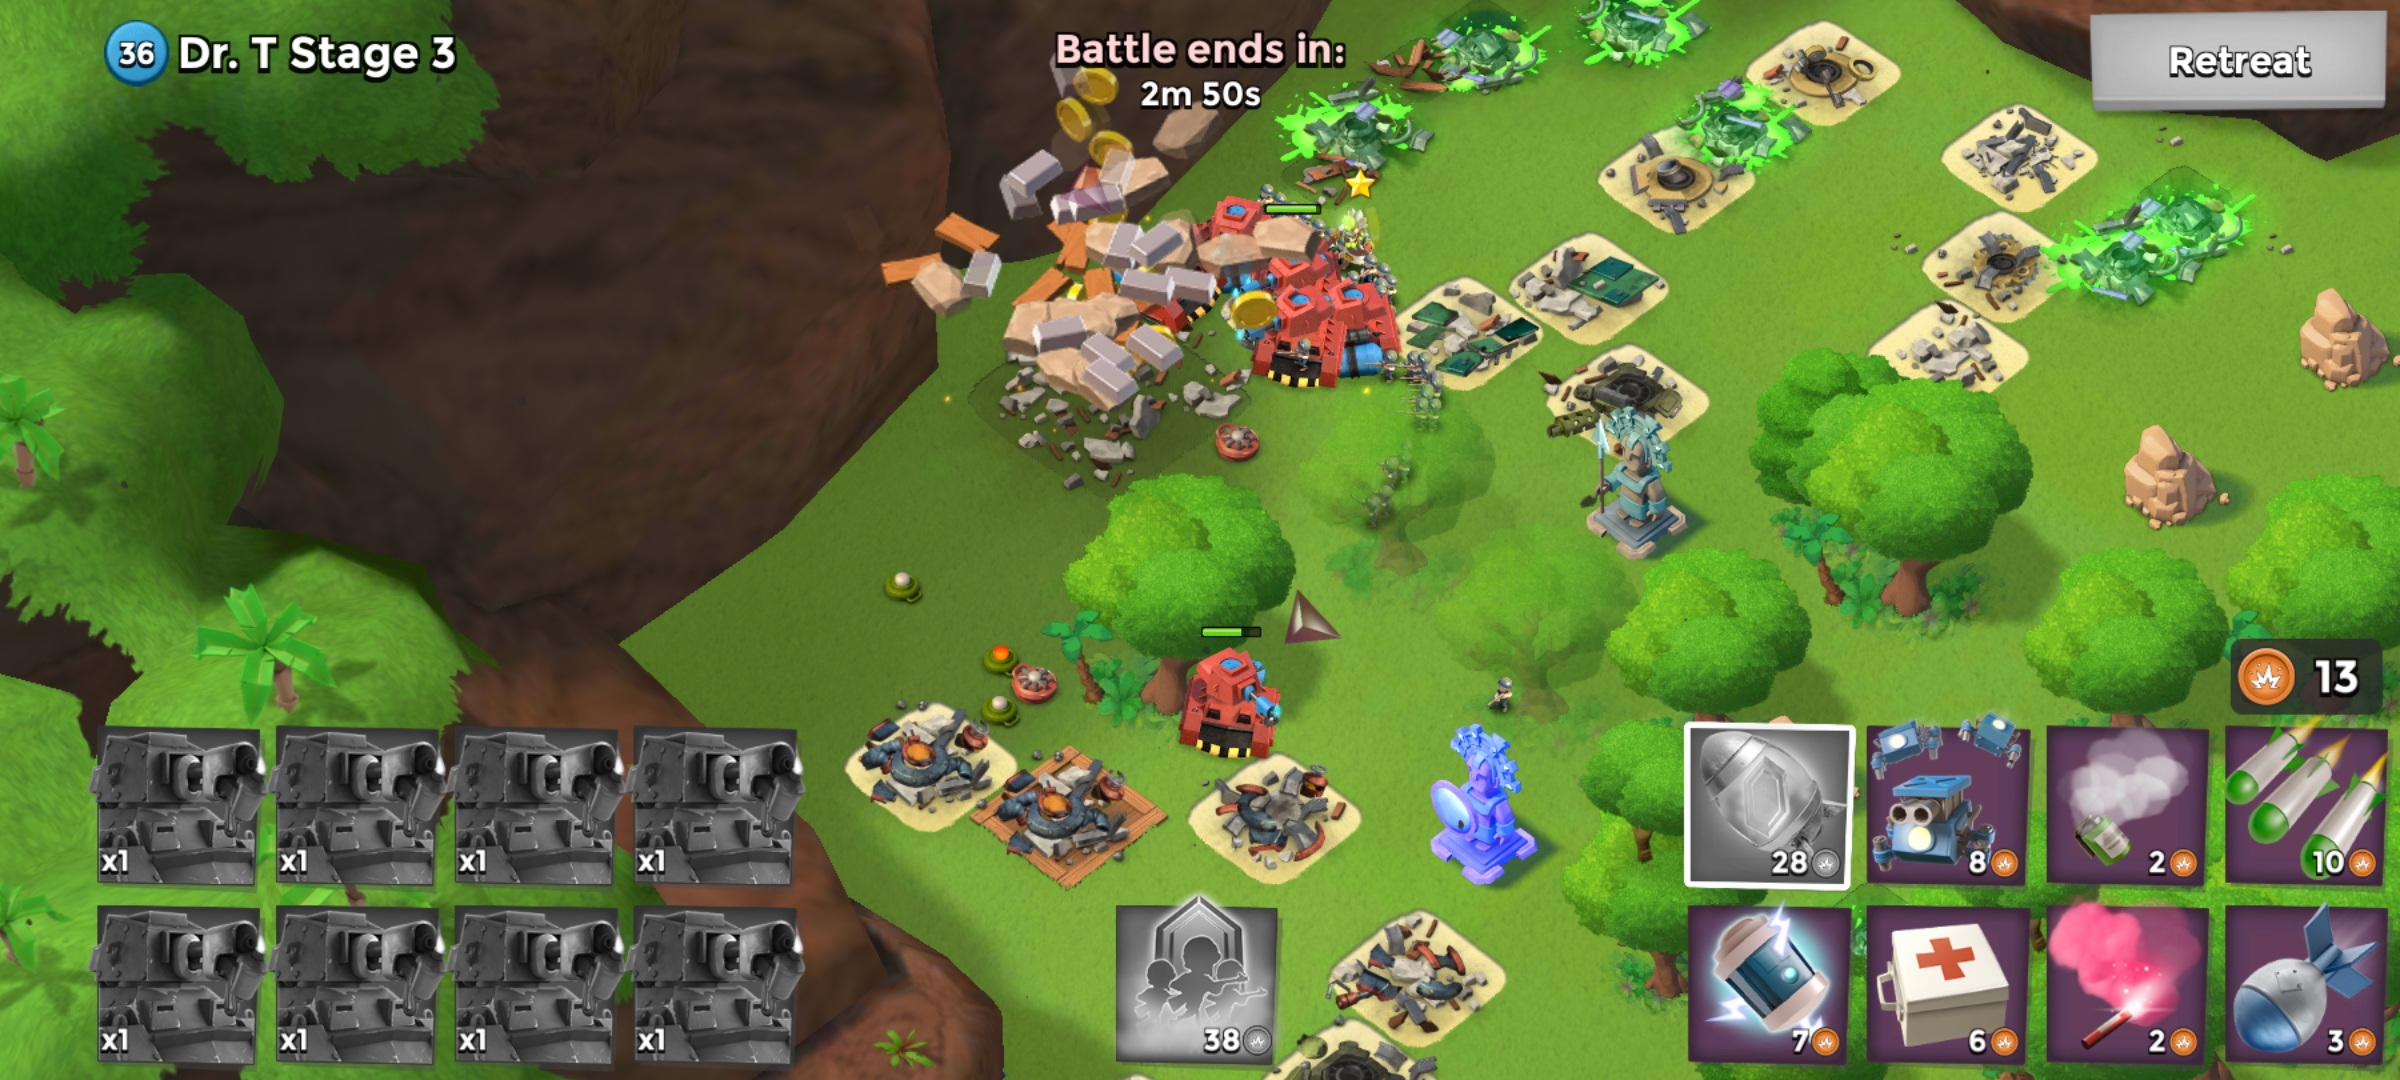 36 Dr. T Stage 3
Battle ends in:
2m 50s
Retreat
13
x1 x1 x1 x1
28 8 2 10
x1 x1 x1 x1
38
7 6 2 3